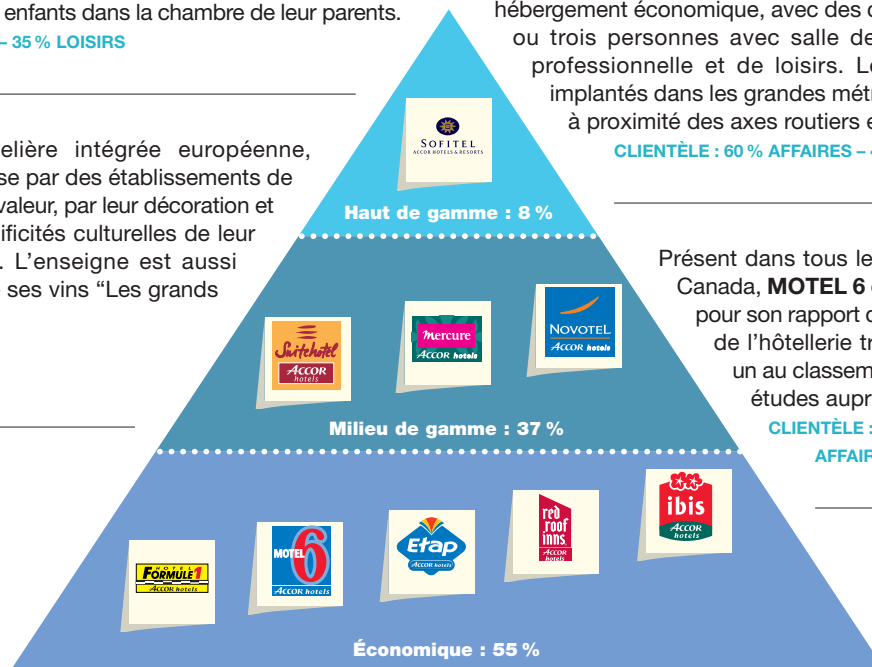 enfants dans la chambre de leur parents.
– 35 % LOISIRS
elière intégrée européenne,
se par des établissements de
valeur, par leur décoration et
ificités culturelles de leur
. L’enseigne est aussi
ses vins “Les grands
hébergement économique, avec des
ou trois personnes avec salle de
professionnelle et de loisirs. L
implantés dans les grandes métr
à proximité des axes routiers e
CLIENTÈLE : 60 % AFFAIRES –
Présent dans tous le
Canada, MOTEL 6
pour son rapport
de l’hôtellerie tr
un au classem
études aupr
CLIENTÈLE :
AFFAIR
SOFITEL
ACCOR HOTELS & RESORTS
Haut de gamme : 8 %
Suitehotel
ACCOR
hotels
Mercure
ACCOR hotels
NOVOTEL
ACCOR hotels
Milieu de gamme : 37 %
HOTEL
FORMULE 1
ACCOR hotels
MOTEL 6
ACCOR hotels
Etap
ACCOR hotels
red
roof
inns
ACCOR
hotels
ibis
ACCOR
hotels
Économique : 55 %